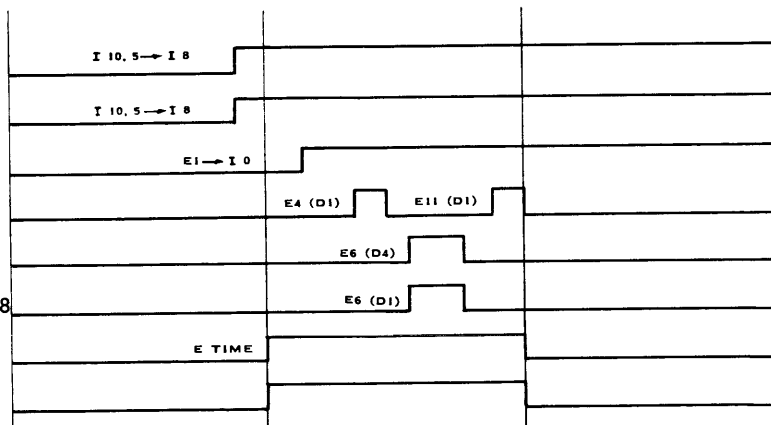 I 10, 5→I 8
I 10, 5→I 8
E1→I 0
E4 (D1) E11 (D1)
E6 (D4)
8
E6 (D1)
E TIME